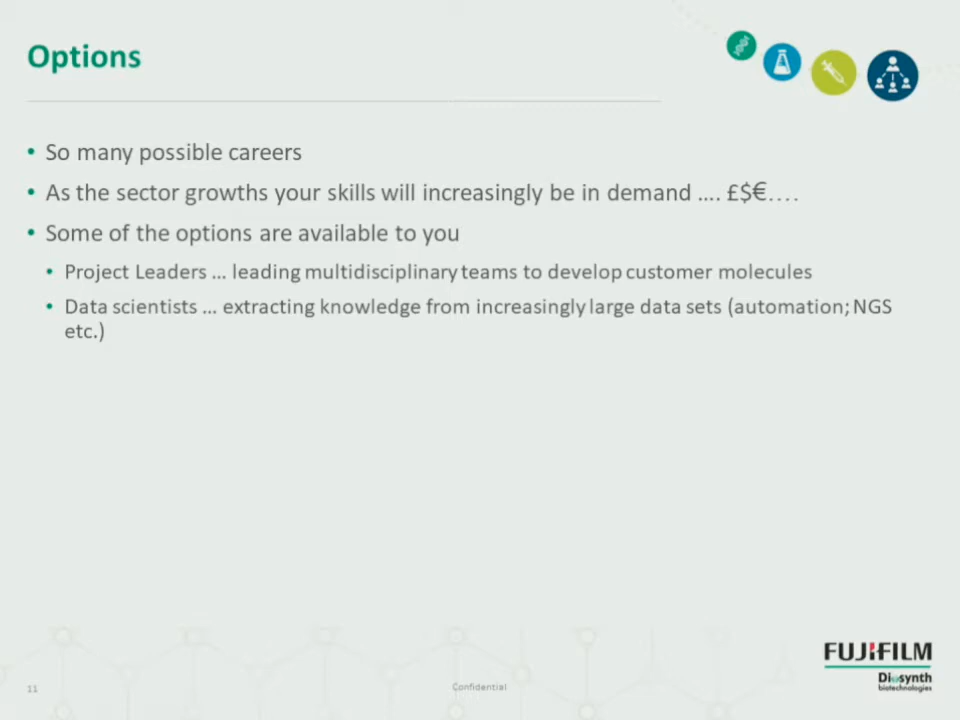 Options
• So many possible careers
• As the sector growths your skills will increasingly be in demand …. £$€….
• Some of the options are available to you
• Project Leaders … leading multidisciplinary teams to develop customer molecules
• Data scientists … extracting knowledge from increasingly large data sets (automation; NGS
etc.)
11
Confidential
FUJIFILM
Diosynth
biotechnologies